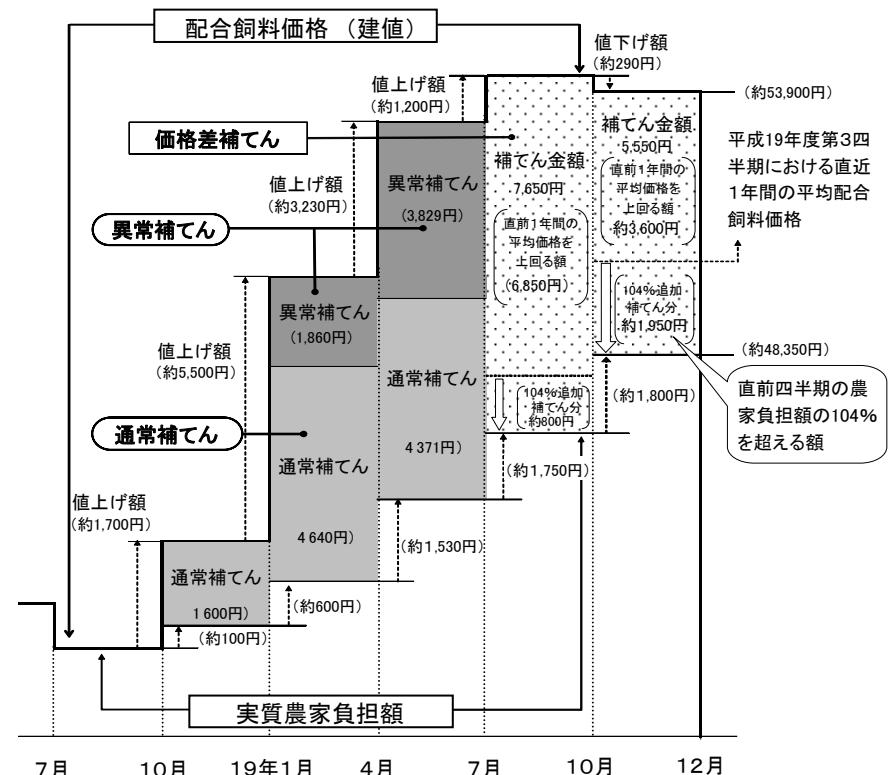 配合飼料価格 （建値）
値下げ額
（約290円）
値上げ額
（約1,200円）
（約53,900円）
価格差補てん
補てん金額
5,550円
平成19年度第3四
半期における直近
1年間の平均配合
飼料価格
補てん金額
7,650円
直前1年間の
平均価格を
上回る額
約3,600円
値上げ額
（約3,230円）
異常補てん
（3,829円）
異常補てん
直前1年間の
平均価格を
上回る額
（6,850円）
104%追加
補てん分
約1,950円
異常補てん
（1,860円）
値上げ額
（約5,500円）
（約48,350円）
通常補てん
4 371円）
104%追加
補てん分
約800円
（約1,800円）
直前四半期の農
家負担額の104%
を超える額
通常補てん
通常補てん
4 640円）
（約1,750円）
値上げ額
（約1,700円）
（約1,530円）
通常補てん
1 600円）
（約600円）
（約100円）
実質農家負担額
7月 10月 19年1月 4月 7月 10月 12月